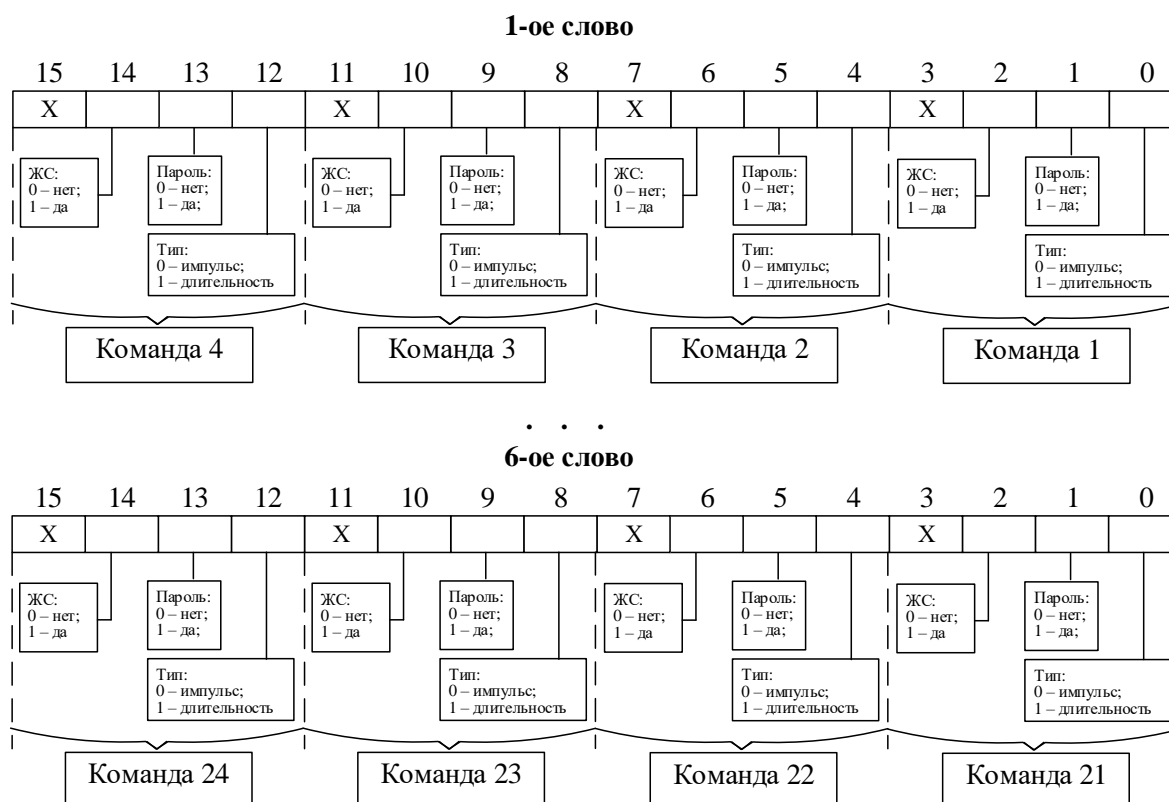 1-ое слово
15 14 13 12 11 10 9 8 7 6 5 4 3 2 1 0
X X X X
ЖС:
0 – нет;
1 – да
Пароль:
0 – нет;
1 – да;
Тип:
0 – импульс;
1 – длительность
ЖС:
0 – нет;
1 – да
Пароль:
0 – нет;
1 – да;
Тип:
0 – импульс;
1 – длительность
ЖС:
0 – нет;
1 – да
Пароль:
0 – нет;
1 – да;
Тип:
0 – импульс;
1 – длительность
ЖС:
0 – нет;
1 – да
Пароль:
0 – нет;
1 – да;
Тип:
0 – импульс;
1 – длительность
Команда 4 Команда 3 Команда 2 Команда 1
. . .
6-ое слово
15 14 13 12 11 10 9 8 7 6 5 4 3 2 1 0
X X X X
ЖС:
0 – нет;
1 – да
Пароль:
0 – нет;
1 – да;
Тип:
0 – импульс;
1 – длительность
ЖС:
0 – нет;
1 – да
Пароль:
0 – нет;
1 – да;
Тип:
0 – импульс;
1 – длительность
ЖС:
0 – нет;
1 – да
Пароль:
0 – нет;
1 – да;
Тип:
0 – импульс;
1 – длительность
ЖС:
0 – нет;
1 – да
Пароль:
0 – нет;
1 – да;
Тип:
0 – импульс;
1 – длительность
Команда 24 Команда 23 Команда 22 Команда 21